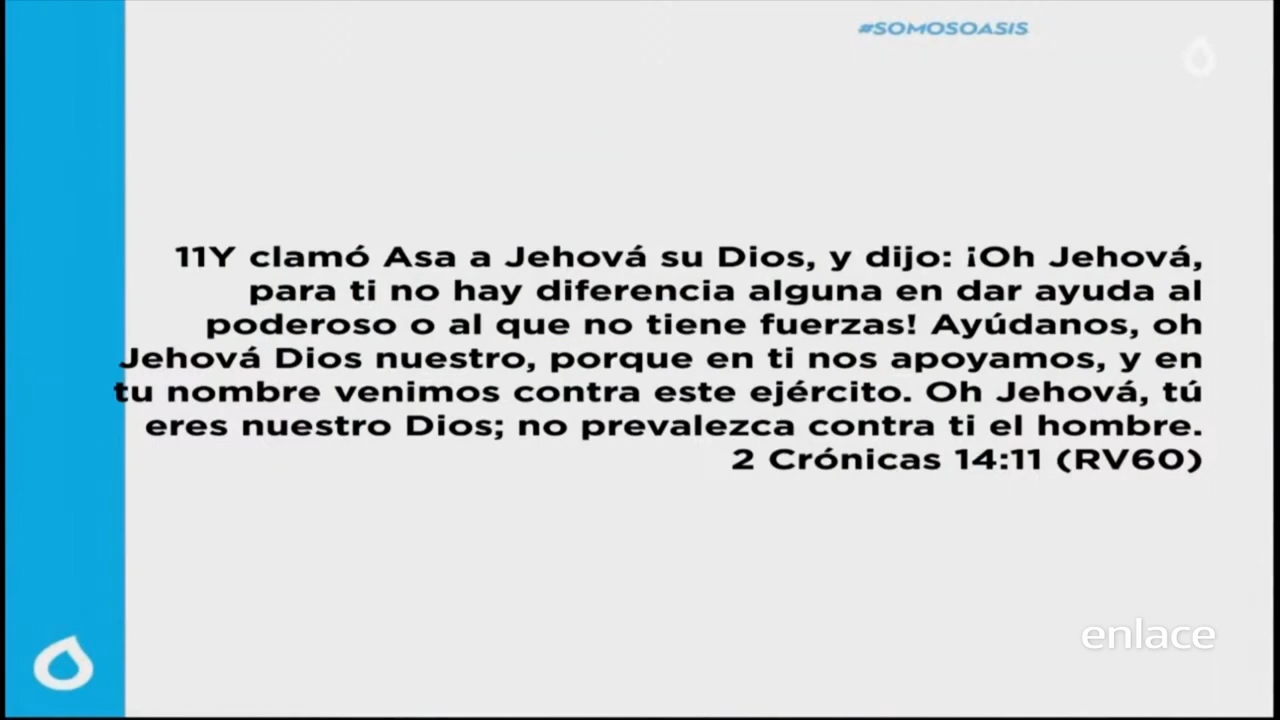 #SOMOSOASIS
11Y clamó Asa a Jehová su Dios, y dijo: ¡Oh Jehová,
para ti no hay diferencia alguna en dar ayuda al
poderoso o al que no tiene fuerzas! Ayúdanos, oh
Jehová Dios nuestro, porque en ti nos apoyamos, y en
tu nombre venimos contra este ejército. Oh Jehová, tú
eres nuestro Dios; no prevalezca contra ti el hombre.
2 Crónicas 14:11 (RV60)
enlace